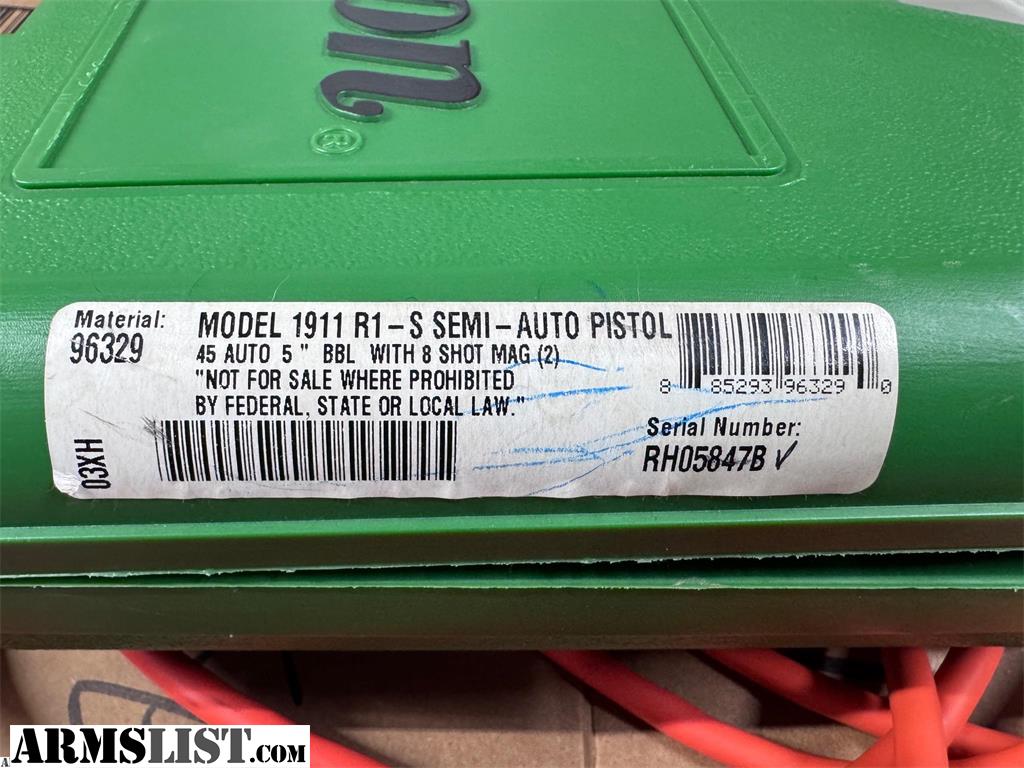 on
®
Material:
96329
MODEL 1911 R1-S SEMI-AUTO PISTOL
45 AUTO 5" BBL WITH 8 SHOT MAG (2)
"NOT FOR SALE WHERE PROHIBITED
BY FEDERAL, STATE OR LOCAL LAW."
8 85293 96329 0
03XH
Serial Number:
RH05847B ✓
ARMSLIST.COM